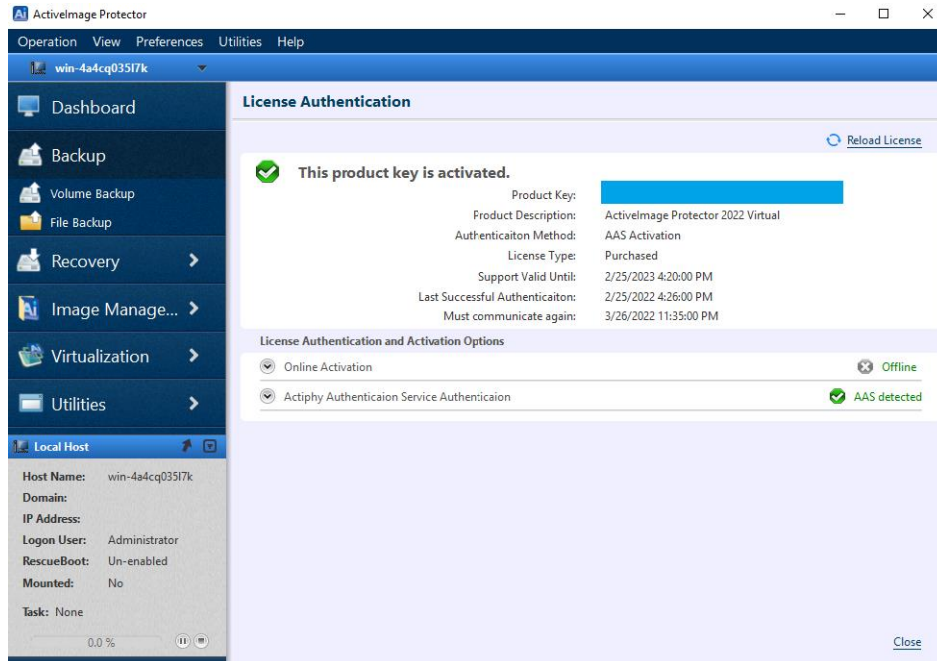 ActiveImage Protector
Operation View Preferences Utilities Help
win-4a4cq035l7k
Dashboard
Backup
Volume Backup
File Backup
Recovery
Image Manage...
Virtualization
Utilities
Local Host
Host Name: win-4a4cq035l7k
Domain:
IP Address:
Logon User: Administrator
RescueBoot: Un-enabled
Mounted: No
Task: None
0.0 %
License Authentication
Reload License
This product key is activated.
Product Key:
Product Description: ActiveImage Protector 2022 Virtual
Authenticaiton Method: AAS Activation
License Type: Purchased
Support Valid Until: 2/25/2023 4:20:00 PM
Last Successful Authenticaiton: 2/25/2022 4:26:00 PM
Must communicate again: 3/26/2022 11:35:00 PM
License Authentication and Activation Options
Online Activation Offline
Actiphy Authenticaion Service Authenticaion AAS detected
Close